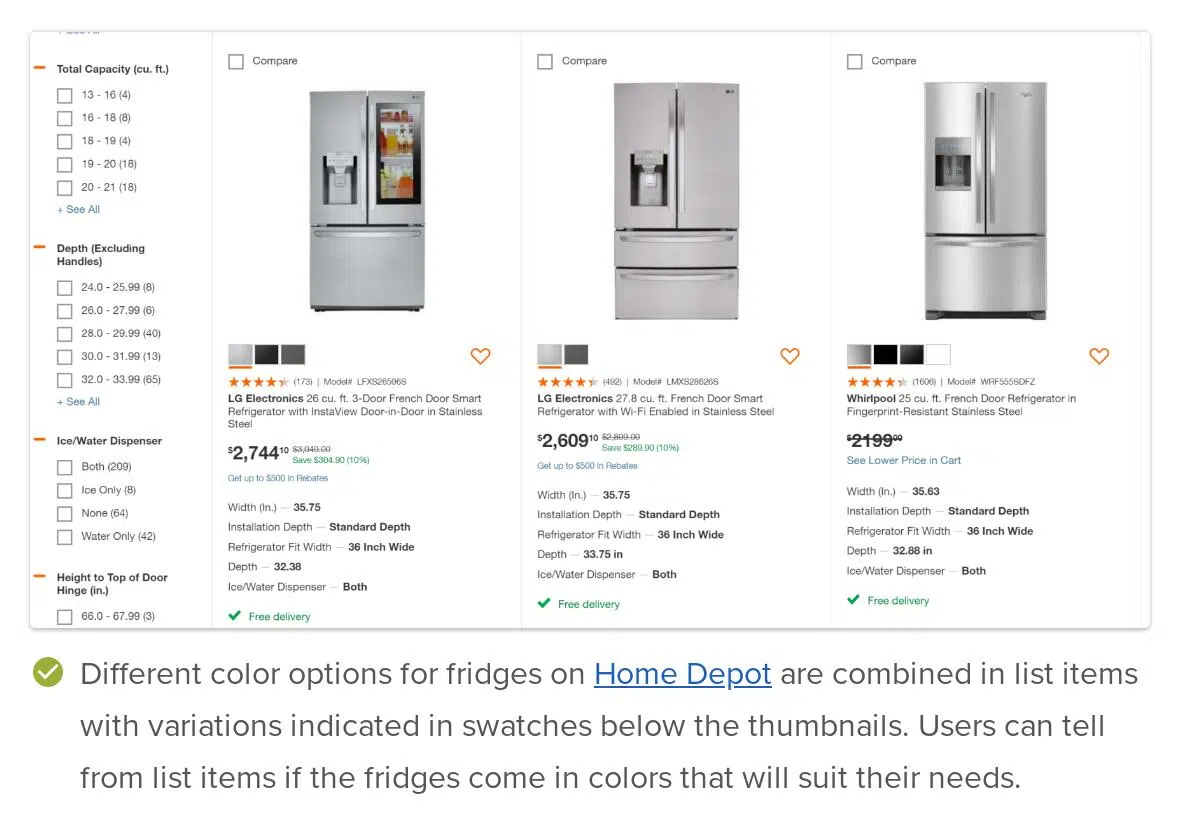 Total Capacity (cu. ft.)
13 - 16 (4)
16 - 18 (8)
18 - 19 (4)
19 - 20 (18)
20 - 21 (18)
+ See All
Depth (Excluding
Handles)
24.0 - 25.99 (8)
26.0 - 27.99 (6)
28.0 - 29.99 (40)
30.0 - 31.99 (13)
32.0 - 33.99 (65)
+ See All
Ice/Water Dispenser
Both (209)
Ice Only (8)
None (64)
Water Only (42)
Height to Top of Door
Hinge (in.)
66.0 - 67.99 (3)
Compare
(173) | Model# LFXS26596S
LG Electronics 26 cu. ft. 3-Door French Door Smart
Refrigerator with InstaView Door-in-Door in Stainless
Steel
$2,74410 $3,049.00
Save $304.90 (10%)
Get up to $500 in Rebates
Width (In.) — 35.75
Installation Depth — Standard Depth
Refrigerator Fit Width — 36 Inch Wide
Depth — 32.38
Ice/Water Dispenser — Both
Free delivery
Compare
LG
(492) | Model# LMXS28626S
LG Electronics 27.8 cu. ft. French Door Smart
Refrigerator with Wi-Fi Enabled in Stainless Steel
$2,60910 $2,899.00
Save $289.90 (10%)
Get up to $500 in Rebates
Width (In.) — 35.75
Installation Depth — Standard Depth
Refrigerator Fit Width — 36 Inch Wide
Depth — 33.75 in
Ice/Water Dispenser — Both
Free delivery
Compare
(1606) | Model# WRF555SDFZ
Whirlpool 25 cu. ft. French Door Refrigerator in
Fingerprint-Resistant Stainless Steel
$219900
See Lower Price in Cart
Width (In.) — 35.63
Installation Depth — Standard Depth
Refrigerator Fit Width — 36 Inch Wide
Depth — 32.88 in
Ice/Water Dispenser — Both
Free delivery
Different color options for fridges on Home Depot are combined in list items
with variations indicated in swatches below the thumbnails. Users can tell
from list items if the fridges come in colors that will suit their needs.